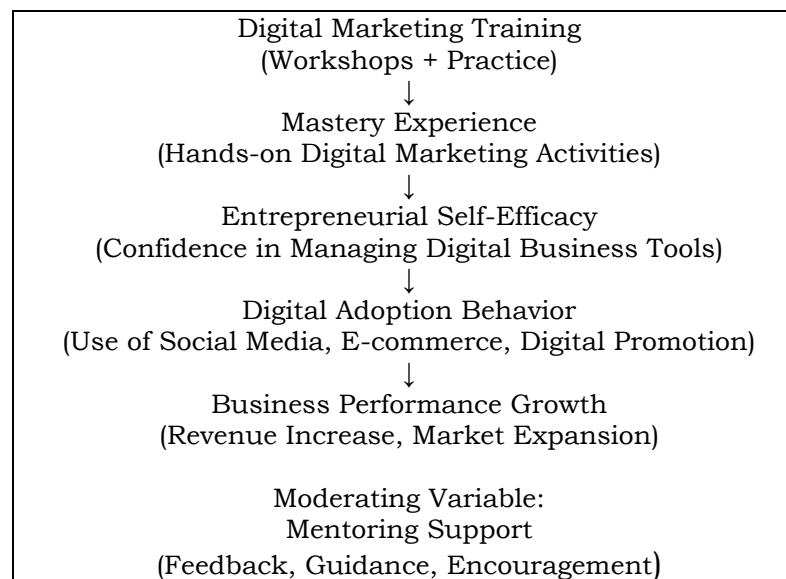 Digital Marketing Training
(Workshops + Practice)
↓
Mastery Experience
(Hands-on Digital Marketing Activities)
↓
Entrepreneurial Self-Efficacy
(Confidence in Managing Digital Business Tools)
↓
Digital Adoption Behavior
(Use of Social Media, E-commerce, Digital Promotion)
↓
Business Performance Growth
(Revenue Increase, Market Expansion)
Moderating Variable:
Mentoring Support
(Feedback, Guidance, Encouragement)